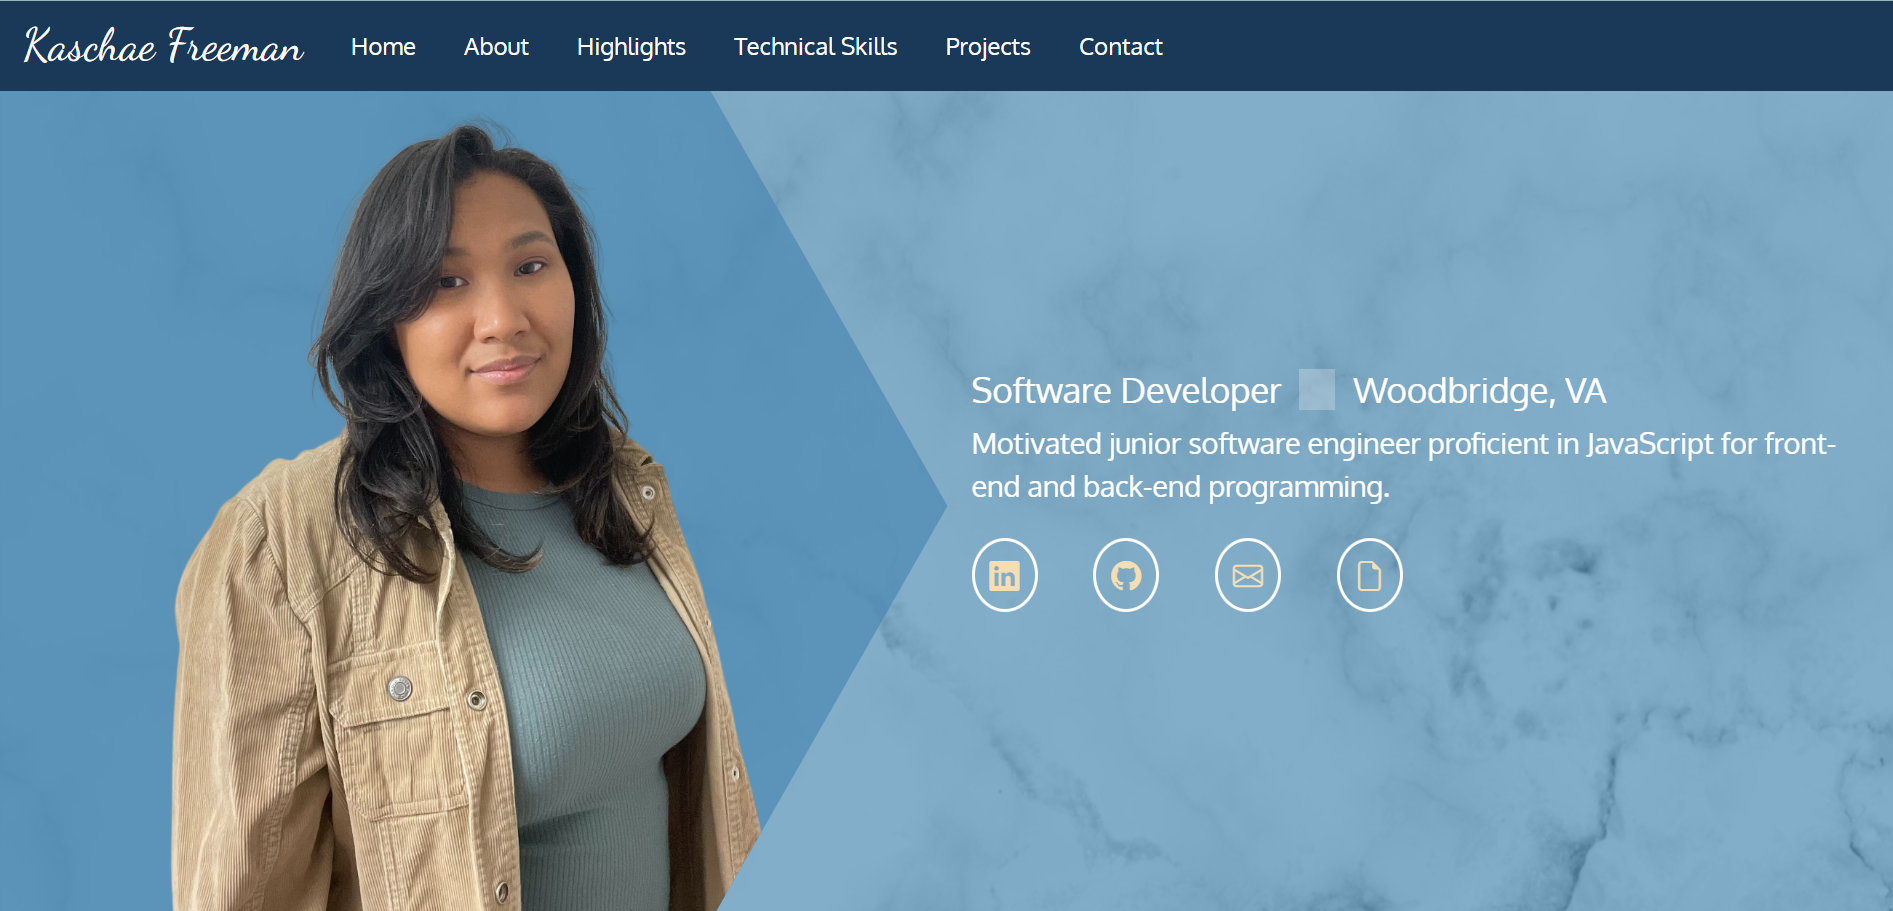 Kaschae Freeman Home About Highlights Technical Skills Projects Contact
Software Developer Woodbridge, VA
Motivated junior software engineer proficient in JavaScript for front-
end and back-end programming.
in